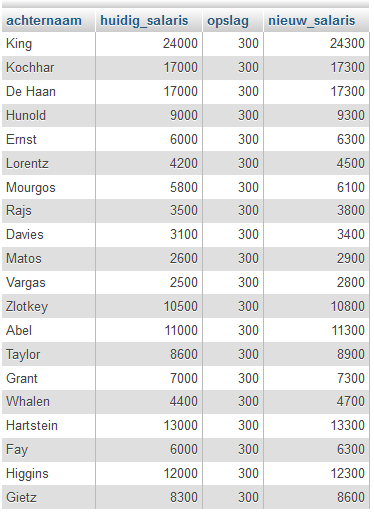 achternaam huidig_salaris opslag nieuw_salaris
King 24000 300 24300
Kochhar 17000 300 17300
De Haan 17000 300 17300
Hunold 9000 300 9300
Ernst 6000 300 6300
Lorentz 4200 300 4500
Mourgos 5800 300 6100
Rajs 3500 300 3800
Davies 3100 300 3400
Matos 2600 300 2900
Vargas 2500 300 2800
Zlotkey 10500 300 10800
Abel 11000 300 11300
Taylor 8600 300 8900
Grant 7000 300 7300
Whalen 4400 300 4700
Hartstein 13000 300 13300
Fay 6000 300 6300
Higgins 12000 300 12300
Gietz 8300 300 8600